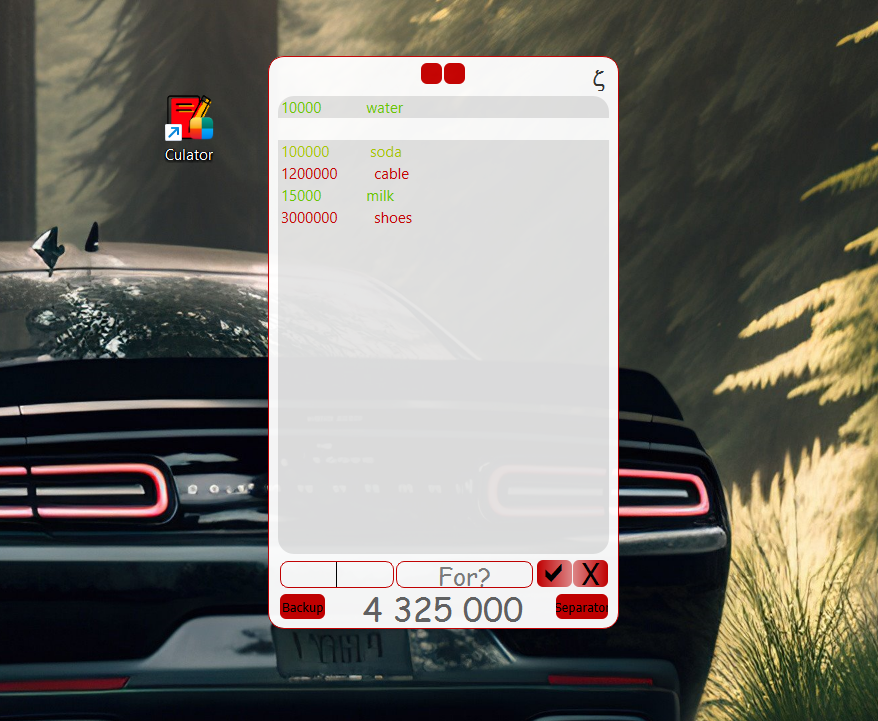 ζ
10000 water
Culator
100000 soda
1200000 cable
15000 milk
3000000 shoes
For? ✔ X
Backup 4 325 000 Separator